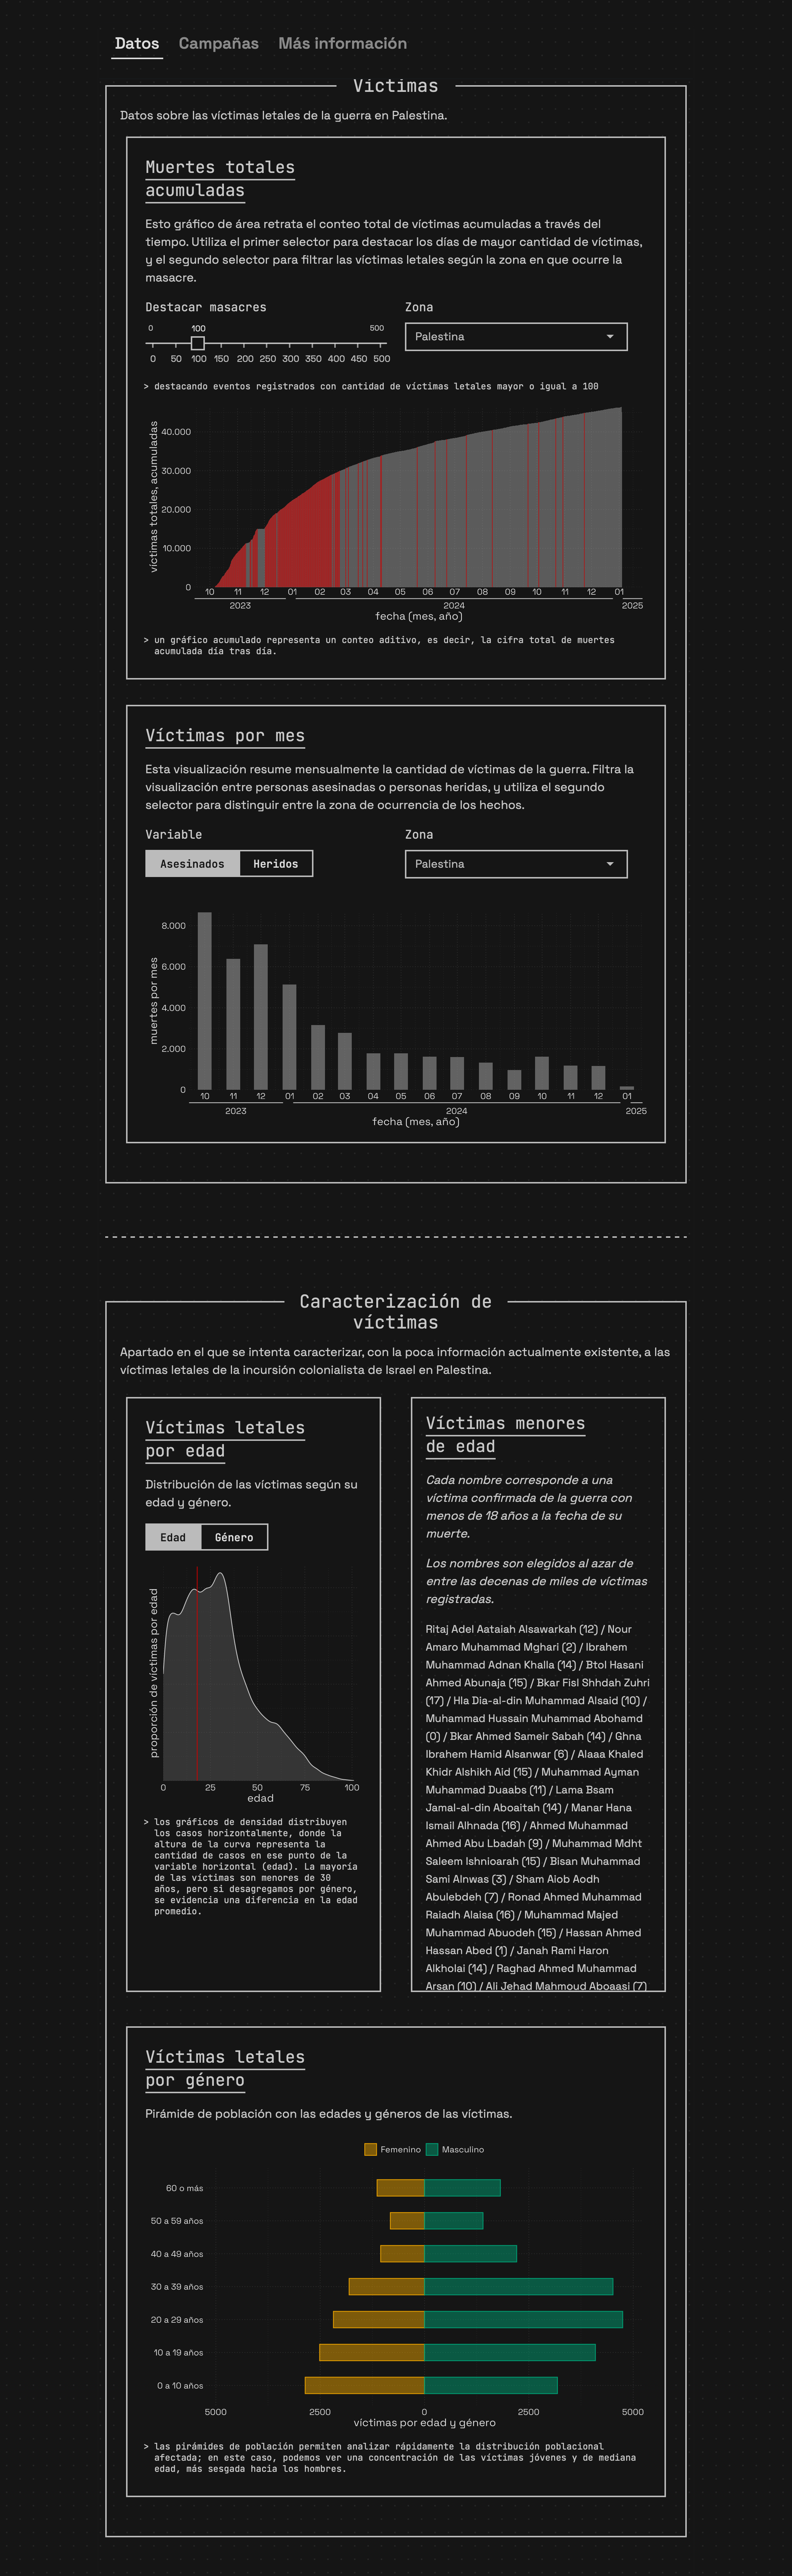 Datos Campañas Más información
Víctimas
Datos sobre las víctimas letales de la guerra en Palestina.
Muertes totales
acumuladas
Esto gráfico de área retrata el conteo total de víctimas acumuladas a través del
tiempo. Utiliza el primer selector para destacar los días de mayor cantidad de víctimas,
y el segundo selector para filtrar las víctimas letales según la zona en que ocurre la
masacre.
Destacar masacres Zona
0 100 500
Palestina
0 50 100 150 200 250 300 350 400 450 500
> destacando eventos registrados con cantidad de víctimas letales mayor o igual a 100
víctimas totales, acumuladas
40.000
30.000
20.000
10.000
0
10 11 12 01 02 03 04 05 06 07 08 09 10 11 12 01
2023 2024 2025
fecha (mes, año)
> un gráfico acumulado representa un conteo aditivo, es decir, la cifra total de muertes
acumulada día tras día.
Víctimas por mes
Esta visualización resume mensualmente la cantidad de víctimas de la guerra. Filtra la
visualización entre personas asesinadas o personas heridas, y utiliza el segundo
selector para distinguir entre la zona de ocurrencia de los hechos.
Variable Zona
Asesinados Heridos Palestina
muertes por mes
8.000
6.000
4.000
2.000
0
10 11 12 01 02 03 04 05 06 07 08 09 10 11 12 01
2023 2024 2025
fecha (mes, año)
Caracterización de
víctimas
Apartado en el que se intenta caracterizar, con la poca información actualmente existente, a las
víctimas letales de la incursión colonialista de Israel en Palestina.
Víctimas letales
por edad
Distribución de las víctimas según su
edad y género.
Edad Género
proporción de víctimas por edad
0 25 50 75 100
edad
> los gráficos de densidad distribuyen
los casos horizontalmente, donde la
altura de la curva representa la
cantidad de casos en ese punto de la
variable horizontal (edad). La mayoría
de las víctimas son menores de 30
años, pero si desagregamos por género,
se evidencia una diferencia en la edad
promedio.
Víctimas menores
de edad
Cada nombre corresponde a una
víctima confirmada de la guerra con
menos de 18 años a la fecha de su
muerte.
Los nombres son elegidos al azar de
entre las decenas de miles de víctimas
registradas.
Ritaj Adel Aataiah Alsawarkah (12) / Nour
Amaro Muhammad Mghari (2) / Ibrahem
Muhammad Adnan Khalla (14) / Btol Hasani
Ahmed Abunaja (15) / Bkar Fisl Shhdah Zuhri
(17) / Hla Dia-al-din Muhammad Alsaid (10) /
Muhammad Hussain Muhammad Abohamd
(0) / Bkar Ahmed Sameir Sabah (14) / Ghna
Ibrahem Hamid Alsanwar (6) / Alaaa Khaled
Khidr Alshikh Aid (15) / Muhammad Ayman
Muhammad Duaabs (11) / Lama Bsam
Jamal-al-din Aboaitah (14) / Manar Hana
Ismail Alhnada (16) / Ahmed Muhammad
Ahmed Abu Lbadah (9) / Muhammad Mdht
Saleem Ishnioarah (15) / Bisan Muhammad
Sami Alnwas (3) / Sham Aiob Aodh
Abulebdeh (7) / Ronad Ahmed Muhammad
Raiadh Alaisa (16) / Muhammad Majed
Muhammad Abuodeh (15) / Hassan Ahmed
Hassan Abed (1) / Janah Rami Haron
Alkholai (14) / Raghad Ahmed Muhammad
Arsan (10) / Ali Jehad Mahmoud Aboaasi (7)
Víctimas letales
por género
Pirámide de población con las edades y géneros de las víctimas.
Femenino Masculino
60 o más
50 a 59 años
40 a 49 años
30 a 39 años
20 a 29 años
10 a 19 años
0 a 10 años
5000 2500 0 2500 5000
víctimas por edad y género
> las pirámides de población permiten analizar rápidamente la distribución poblacional
afectada; en este caso, podemos ver una concentración de las víctimas jóvenes y de mediana
edad, más sesgada hacia los hombres.